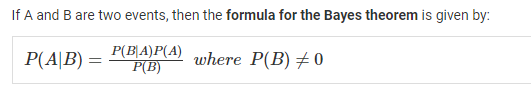 If A and B are two events, then the formula for the Bayes theorem is given by:
P(A|B) = P(B|A)P(A) / P(B) where P(B) ≠ 0